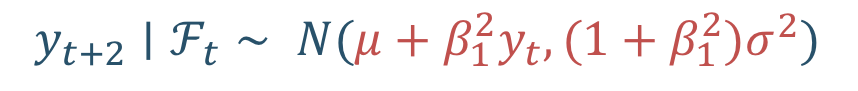 y_{t+2} | ℱ_t ~ N(μ + β_1^2 y_t, (1 + β_1^2)σ^2)